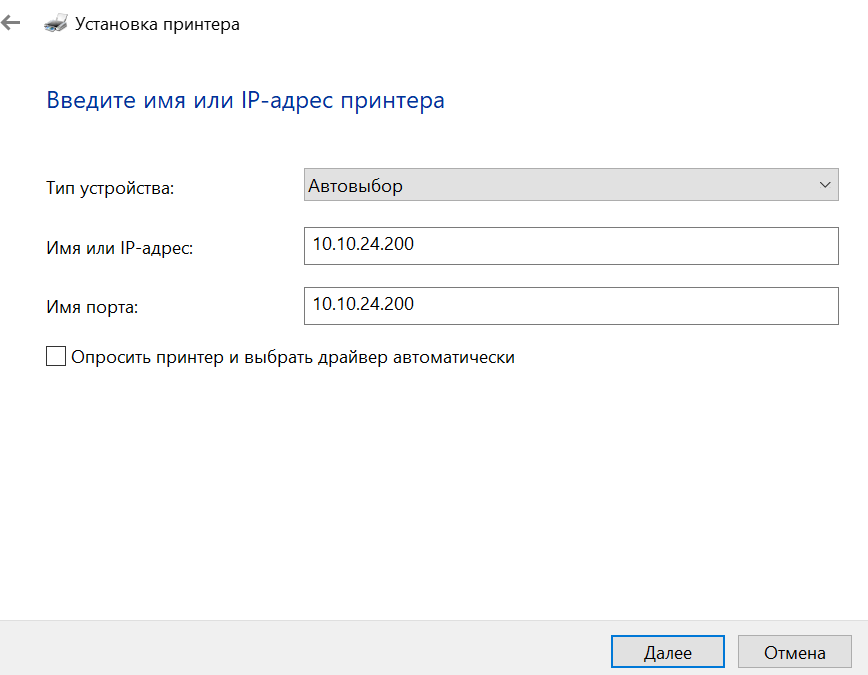 Установка принтера
Введите имя или IP-адрес принтера
Тип устройства:
Автовыбор
Имя или IP-адрес:
10.10.24.200
Имя порта:
10.10.24.200
Опросить принтер и выбрать драйвер автоматически
Далее
Отмена